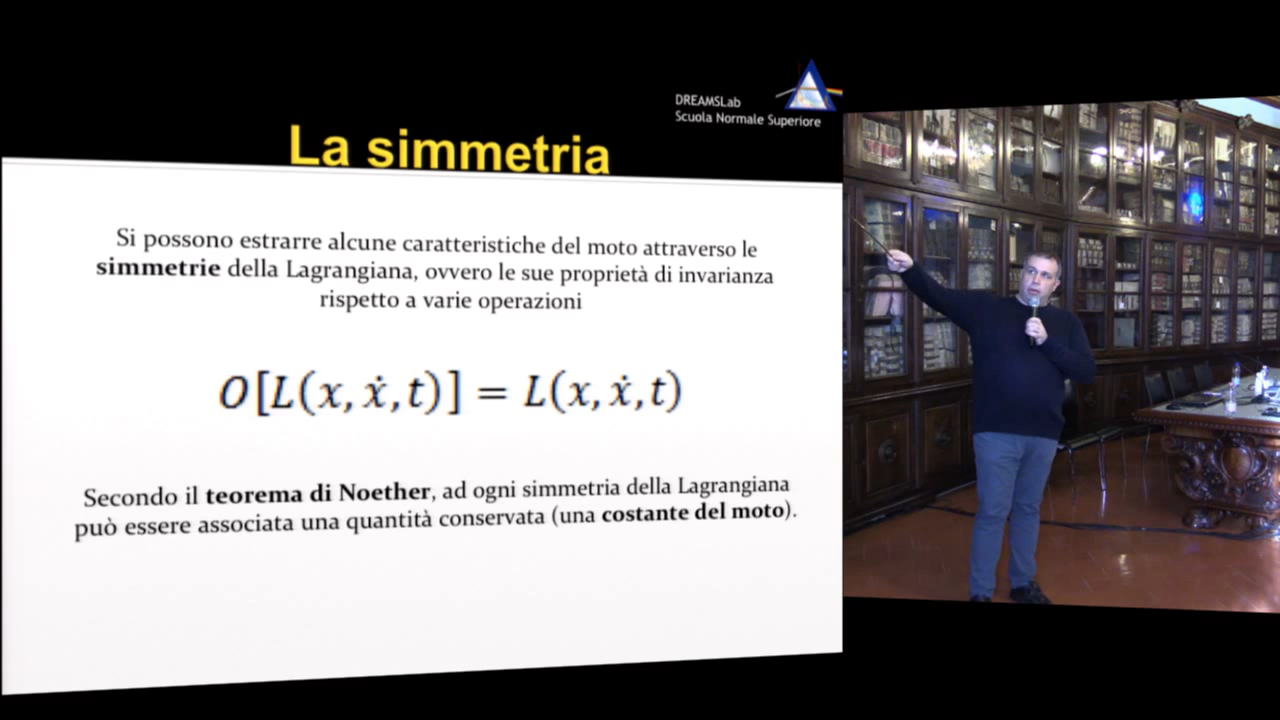 DREAMSLab
Scuola Normale Superiore
La simmetria
Si possono estrarre alcune caratteristiche del moto attraverso le
simmetrie della Lagrangiana, ovvero le sue proprietà di invarianza
rispetto a varie operazioni
O[L(x, ẋ, t)] = L(x, ẋ, t)
Secondo il teorema di Noether, ad ogni simmetria della Lagrangiana
può essere associata una quantità conservata (una costante del moto).